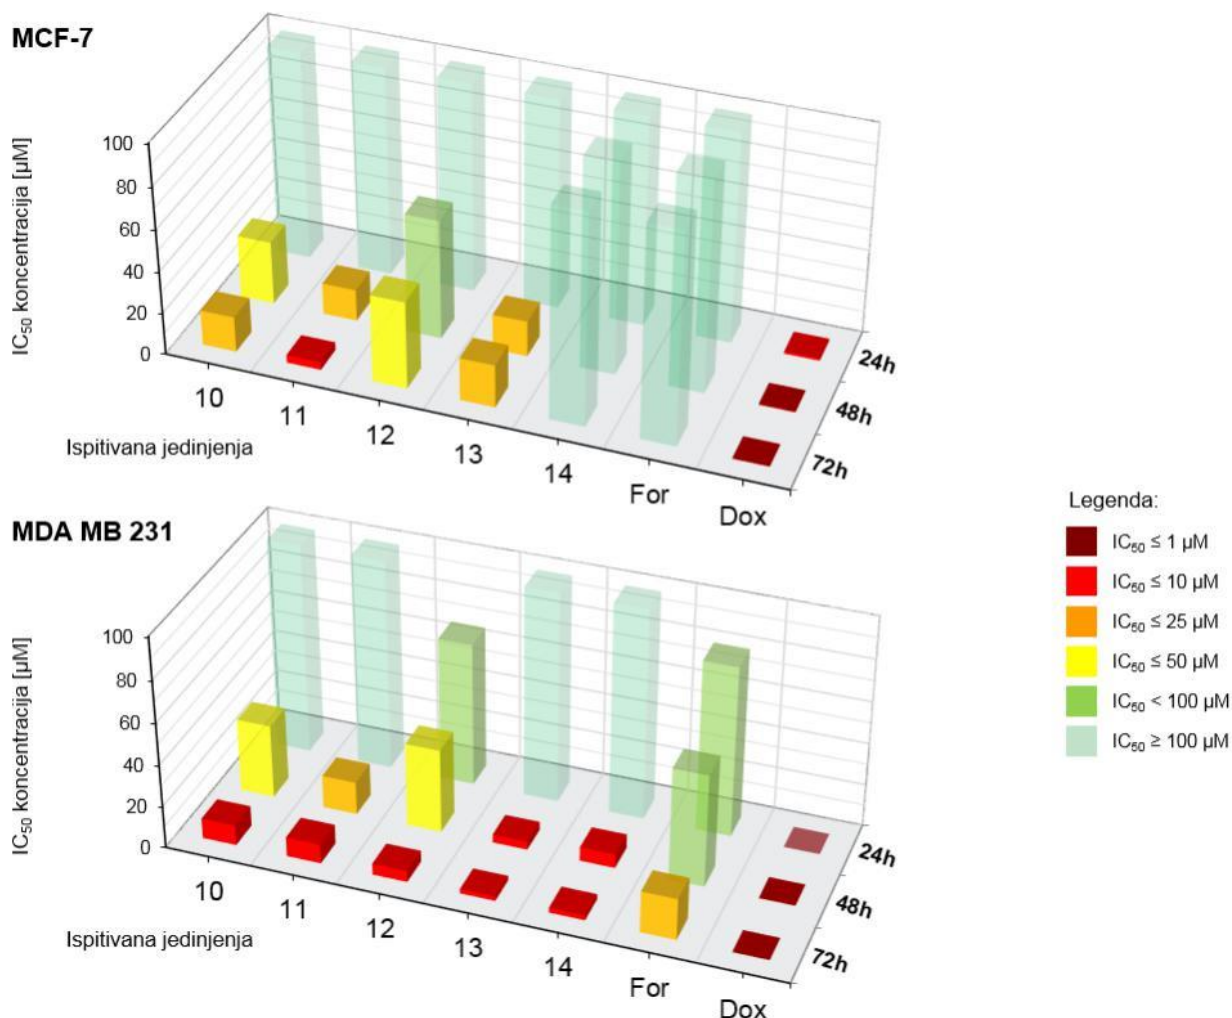 MCF-7
IC₅₀ koncentracija [µM]
100
80
60
40
20
0
10
11
12
13
14
For
Dox
24h
48h
72h
Ispitivana jedinjenja
MDA MB 231
IC₅₀ koncentracija [µM]
100
80
60
40
20
0
10
11
12
13
14
For
Dox
24h
48h
72h
Ispitivana jedinjenja
Legenda:
IC₅₀ ≤ 1 µM
IC₅₀ ≤ 10 µM
IC₅₀ ≤ 25 µM
IC₅₀ ≤ 50 µM
IC₅₀ < 100 µM
IC₅₀ ≥ 100 µM